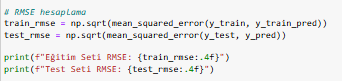 # RMSE hesaplama
train_rmse = np.sqrt(mean_squared_error(y_train, y_train_pred))
test_rmse = np.sqrt(mean_squared_error(y_test, y_pred))
print(f"Eğitim Seti RMSE: {train_rmse:.4f}")
print(f"Test Seti RMSE: {test_rmse:.4f}")